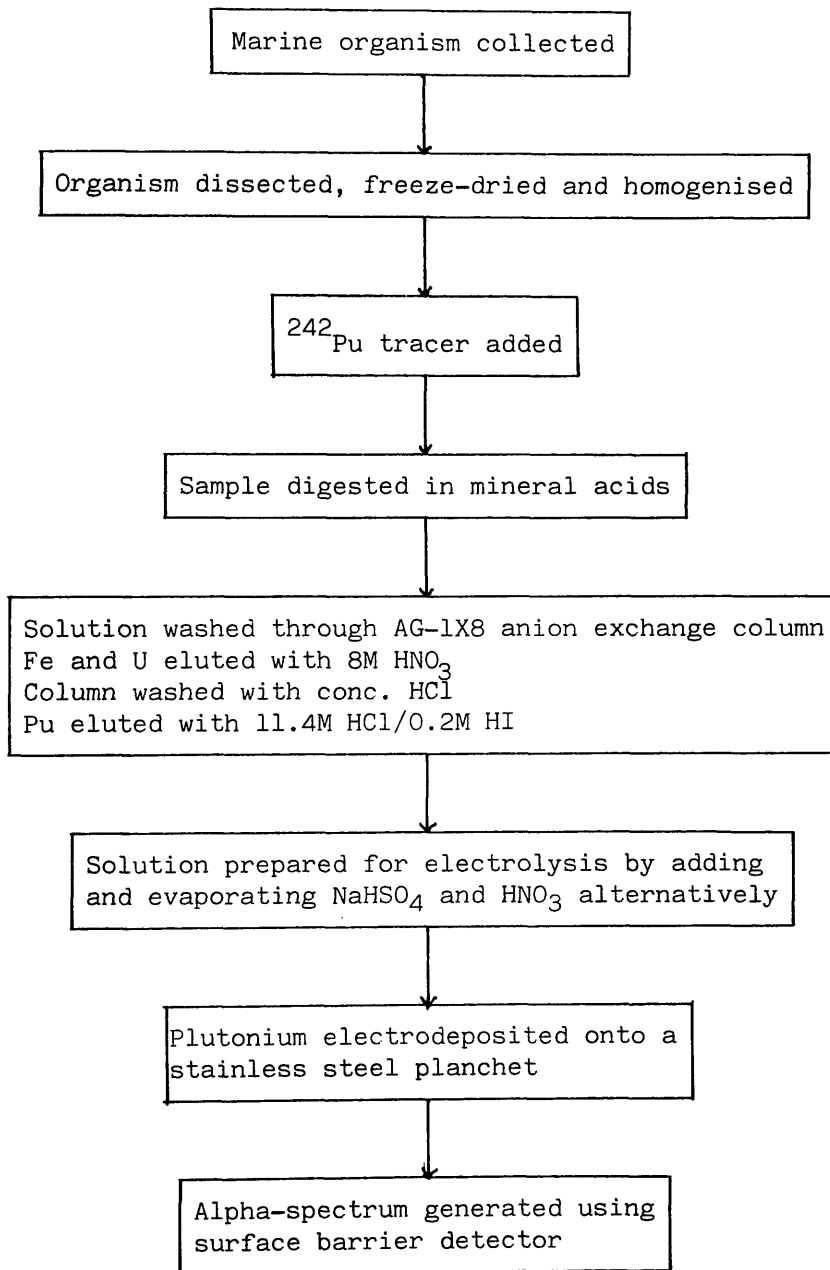 Marine organism collected
Organism dissected, freeze-dried and homogenised
242Pu tracer added
Sample digested in mineral acids
Solution washed through AG-1X8 anion exchange column
Fe and U eluted with 8M HNO3
Column washed with conc. HCl
Pu eluted with 11.4M HCl/0.2M HI
Solution prepared for electrolysis by adding
and evaporating NaHSO4 and HNO3 alternatively
Plutonium electrodeposited onto a
stainless steel planchet
Alpha-spectrum generated using
surface barrier detector